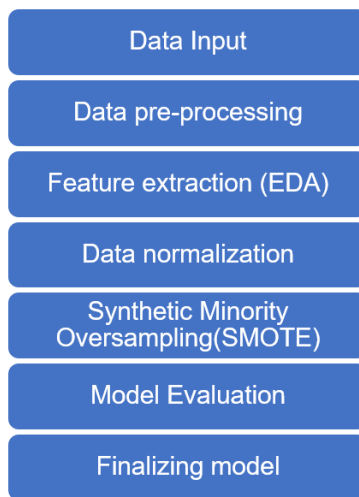 Data Input
Data pre-processing
Feature extraction (EDA)
Data normalization
Synthetic Minority
Oversampling(SMOTE)
Model Evaluation
Finalizing model